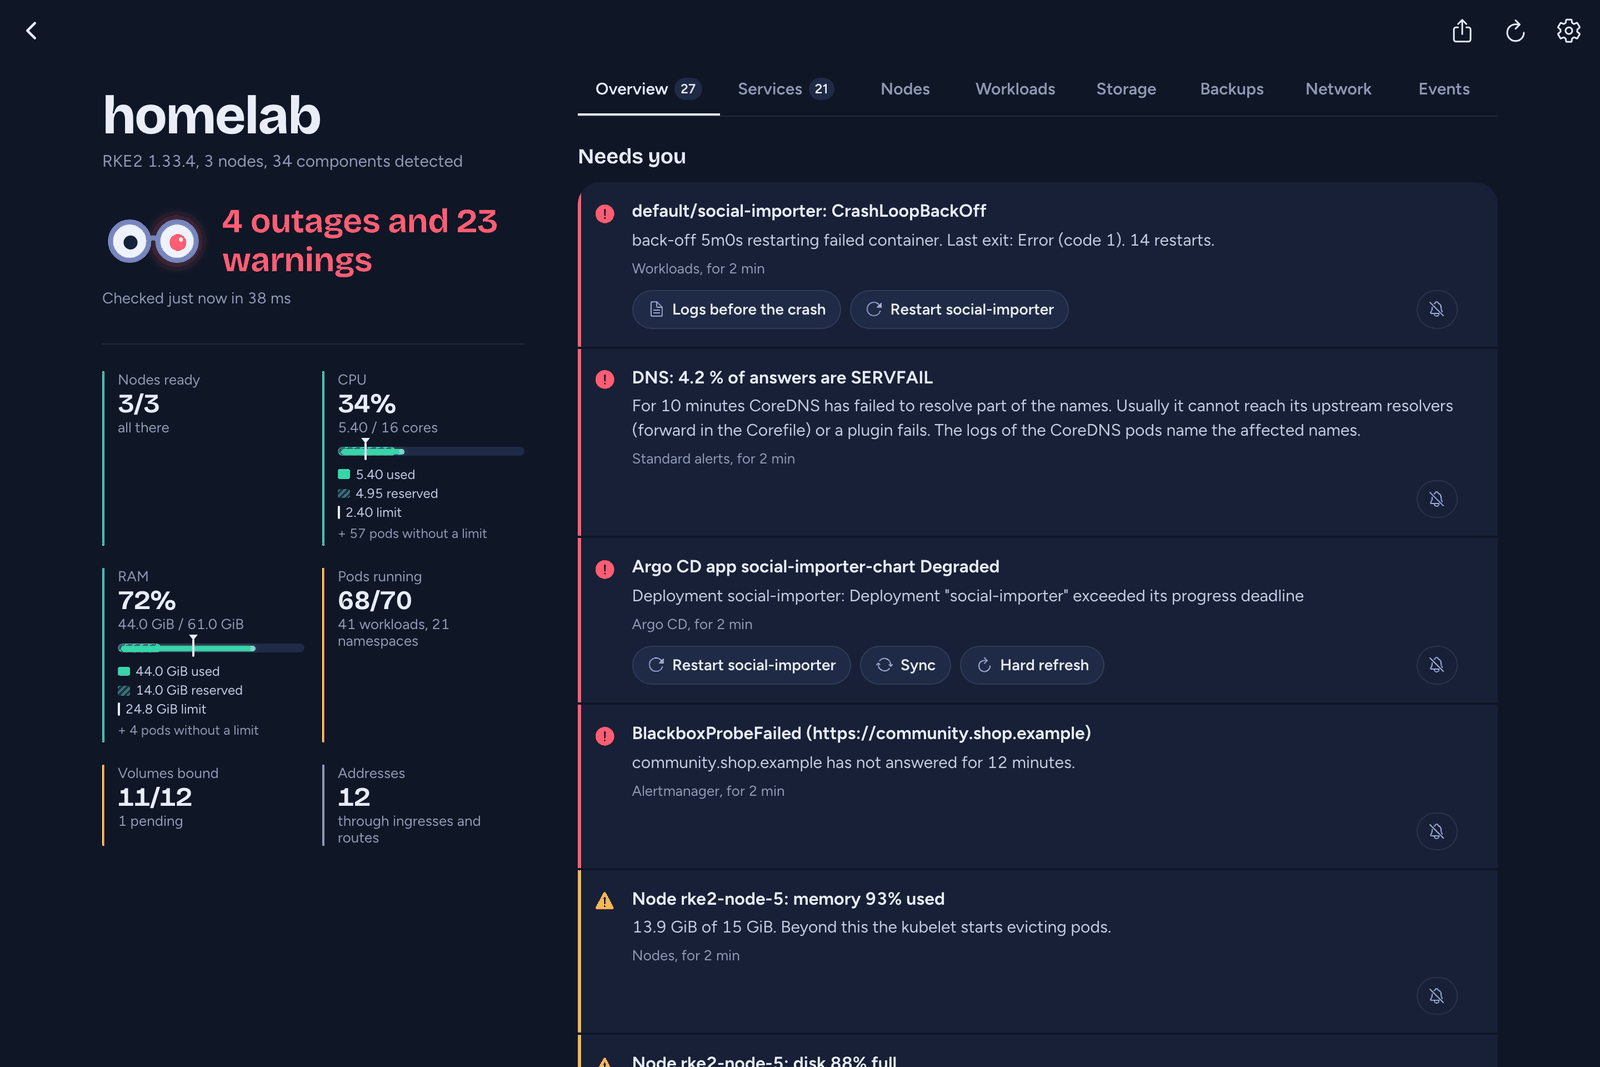 homelab
RKE2 1.33.4, 3 nodes, 34 components detected
4 outages and 23
warnings
Checked just now in 38 ms
Nodes ready
3/3
all there
CPU
34%
5.40 / 16 cores
5.40 used
4.95 reserved
2.40 limit
+ 57 pods without a limit
RAM
72%
44.0 GiB / 61.0 GiB
44.0 GiB used
14.0 GiB reserved
24.8 GiB limit
+ 4 pods without a limit
Pods running
68/70
41 workloads, 21
namespaces
Volumes bound
11/12
1 pending
Addresses
12
through ingresses and
routes
Overview 27 Services 21 Nodes Workloads Storage Backups Network Events
Needs you
default/social-importer: CrashLoopBackOff
back-off 5m0s restarting failed container. Last exit: Error (code 1). 14 restarts.
Workloads, for 2 min
Logs before the crash Restart social-importer
DNS: 4.2 % of answers are SERVFAIL
For 10 minutes CoreDNS has failed to resolve part of the names. Usually it cannot reach its upstream resolvers
(forward in the Corefile) or a plugin fails. The logs of the CoreDNS pods name the affected names.
Standard alerts, for 2 min
Argo CD app social-importer-chart Degraded
Deployment social-importer: Deployment "social-importer" exceeded its progress deadline
Argo CD, for 2 min
Restart social-importer Sync Hard refresh
BlackboxProbeFailed (https://community.shop.example)
community.shop.example has not answered for 12 minutes.
Alertmanager, for 2 min
Node rke2-node-5: memory 93% used
13.9 GiB of 15 GiB. Beyond this the kubelet starts evicting pods.
Nodes, for 2 min
Node rke2-node-5: disk 88% full